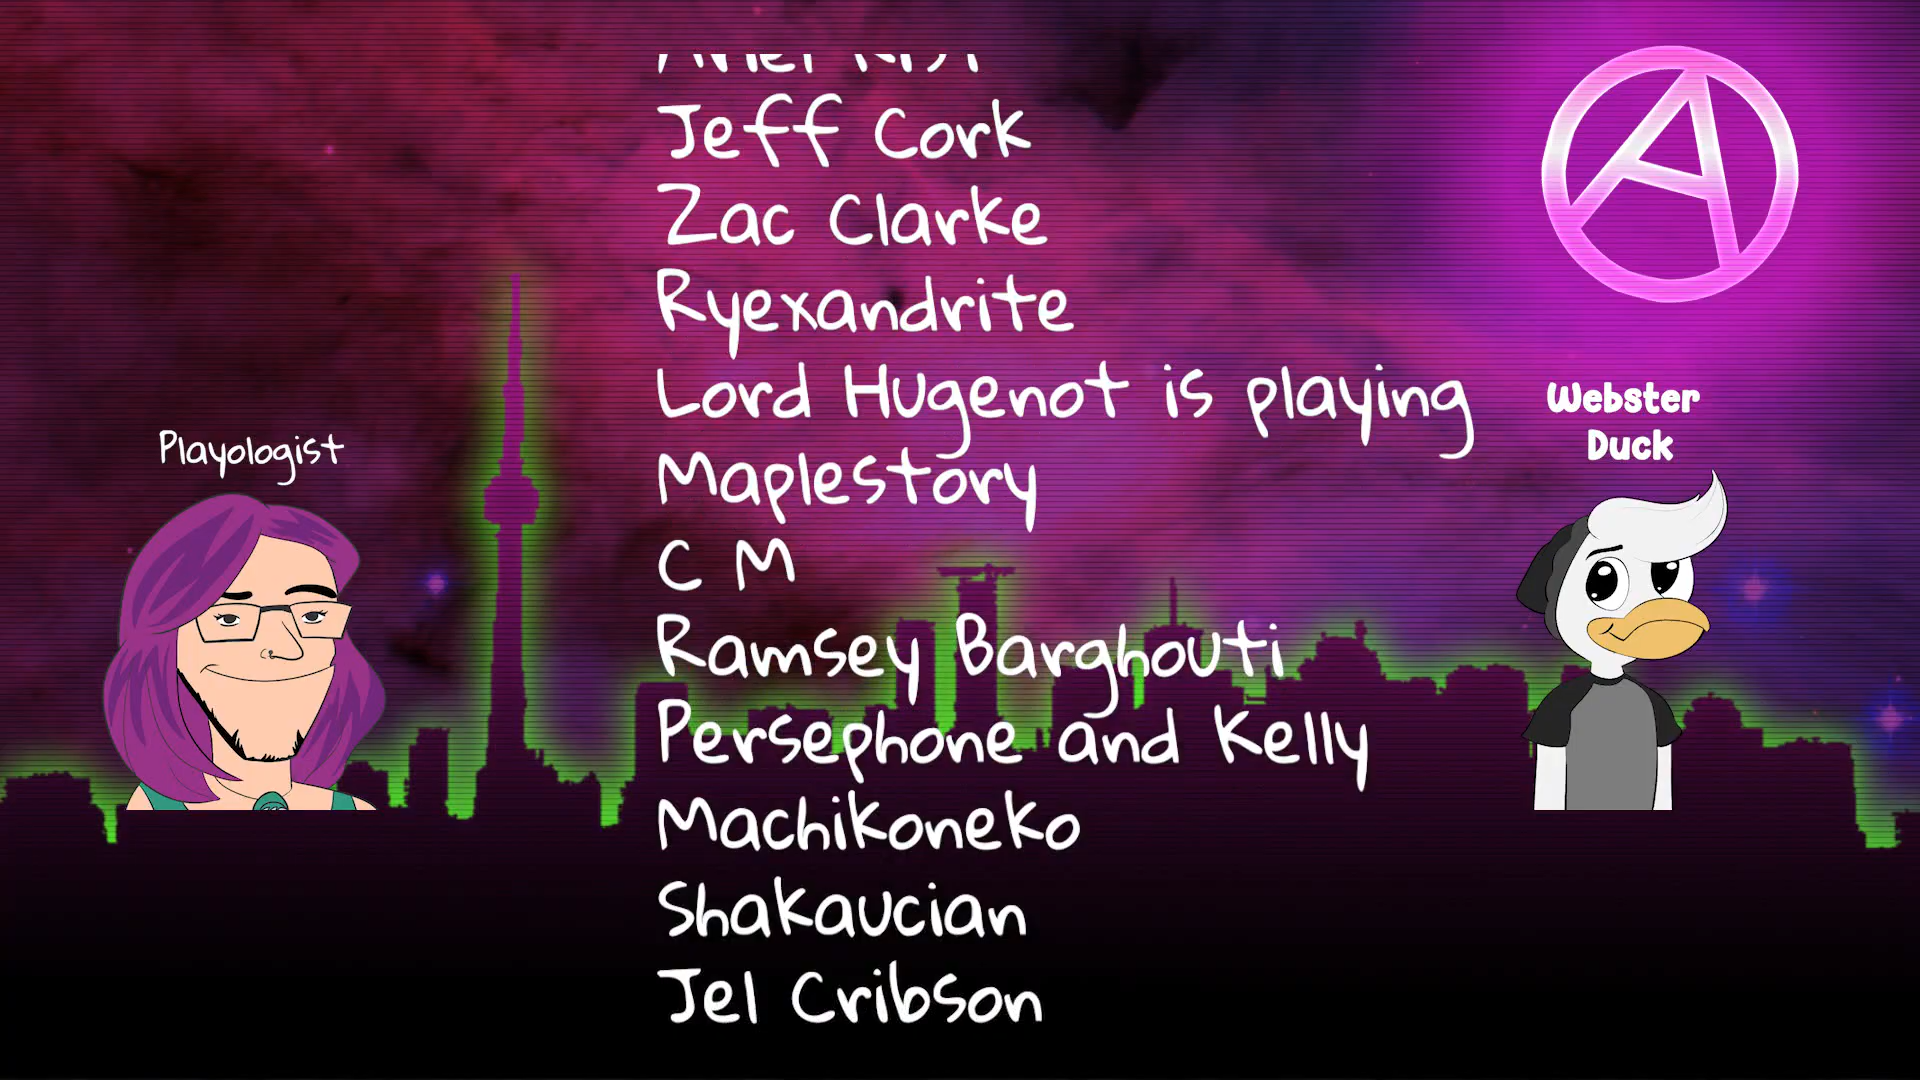 Jeff Cork
Zac Clarke
Ryexandrite
Lord Hugenot is playing
Maplestory
C M
Ramsey Barghouti
Persephone and Kelly
Machikoneko
Shakaucian
Jel Cribson
Playologist
Webster
Duck